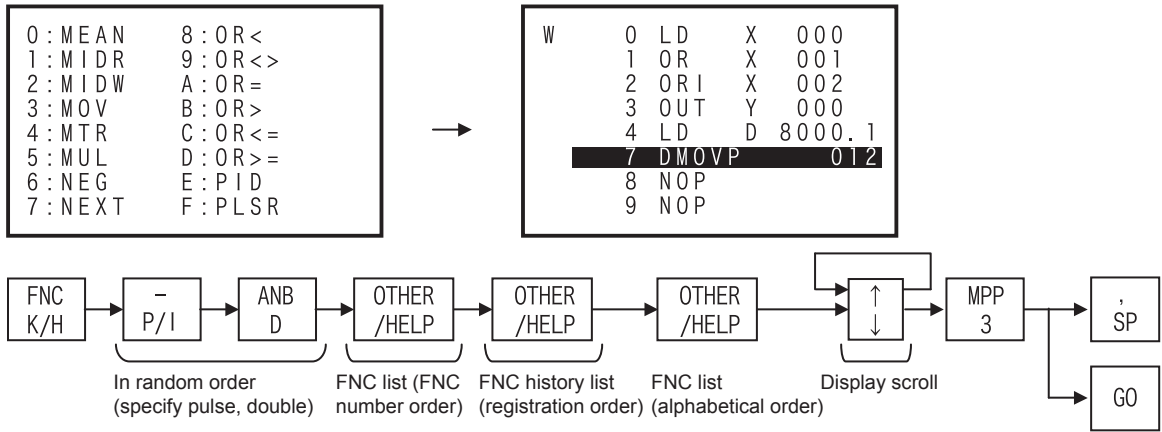 0:MEAN 8:OR<
1:MIDR 9:OR<>
2:MIDW A:OR=
3:MOV B:OR>
4:MTR C:OR<=
5:MUL D:OR>=
6:NEG E:PID
7:NEXT F:PLSR
W 0 LD X 000
1 OR X 001
2 ORI X 002
3 OUT Y 000
4 LD D 8000.1
7 DMOVP 012
8 NOP
9 NOP
FNC
K/H
–
P/I
ANB
D
OTHER
/HELP
OTHER
/HELP
OTHER
/HELP
↑
↓
MPP
3
,
SP
GO
In random order
(specify pulse, double)
FNC list (FNC
number order)
FNC history list
(registration order)
FNC list
(alphabetical order)
Display scroll